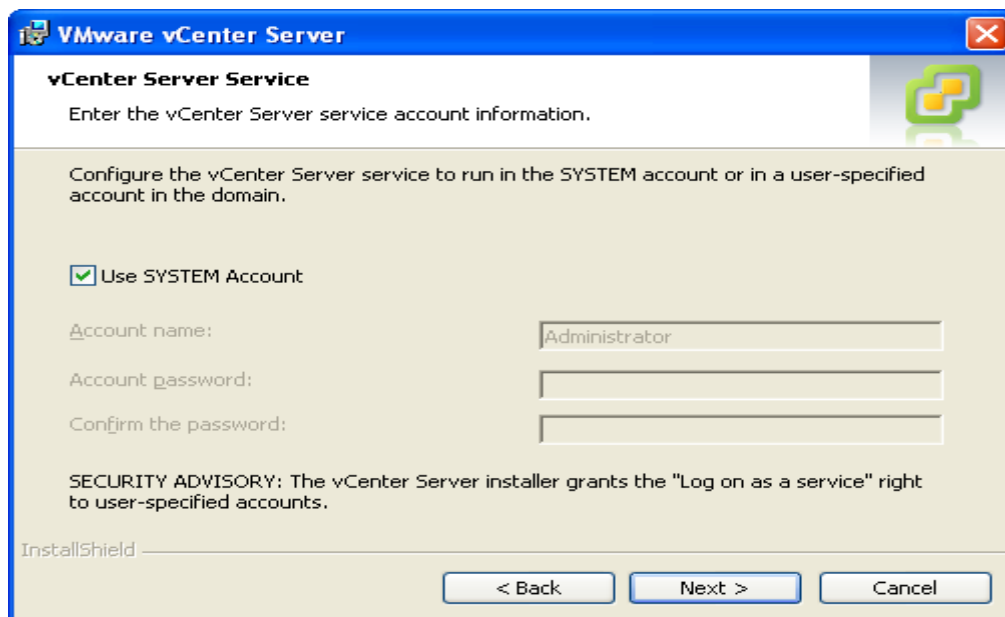 VMware vCenter Server
vCenter Server Service
Enter the vCenter Server service account information.
Configure the vCenter Server service to run in the SYSTEM account or in a user-specified
account in the domain.
Use SYSTEM Account
Account name:
Administrator
Account password:
Confirm the password:
SECURITY ADVISORY: The vCenter Server installer grants the "Log on as a service" right
to user-specified accounts.
InstallShield
< Back
Next >
Cancel